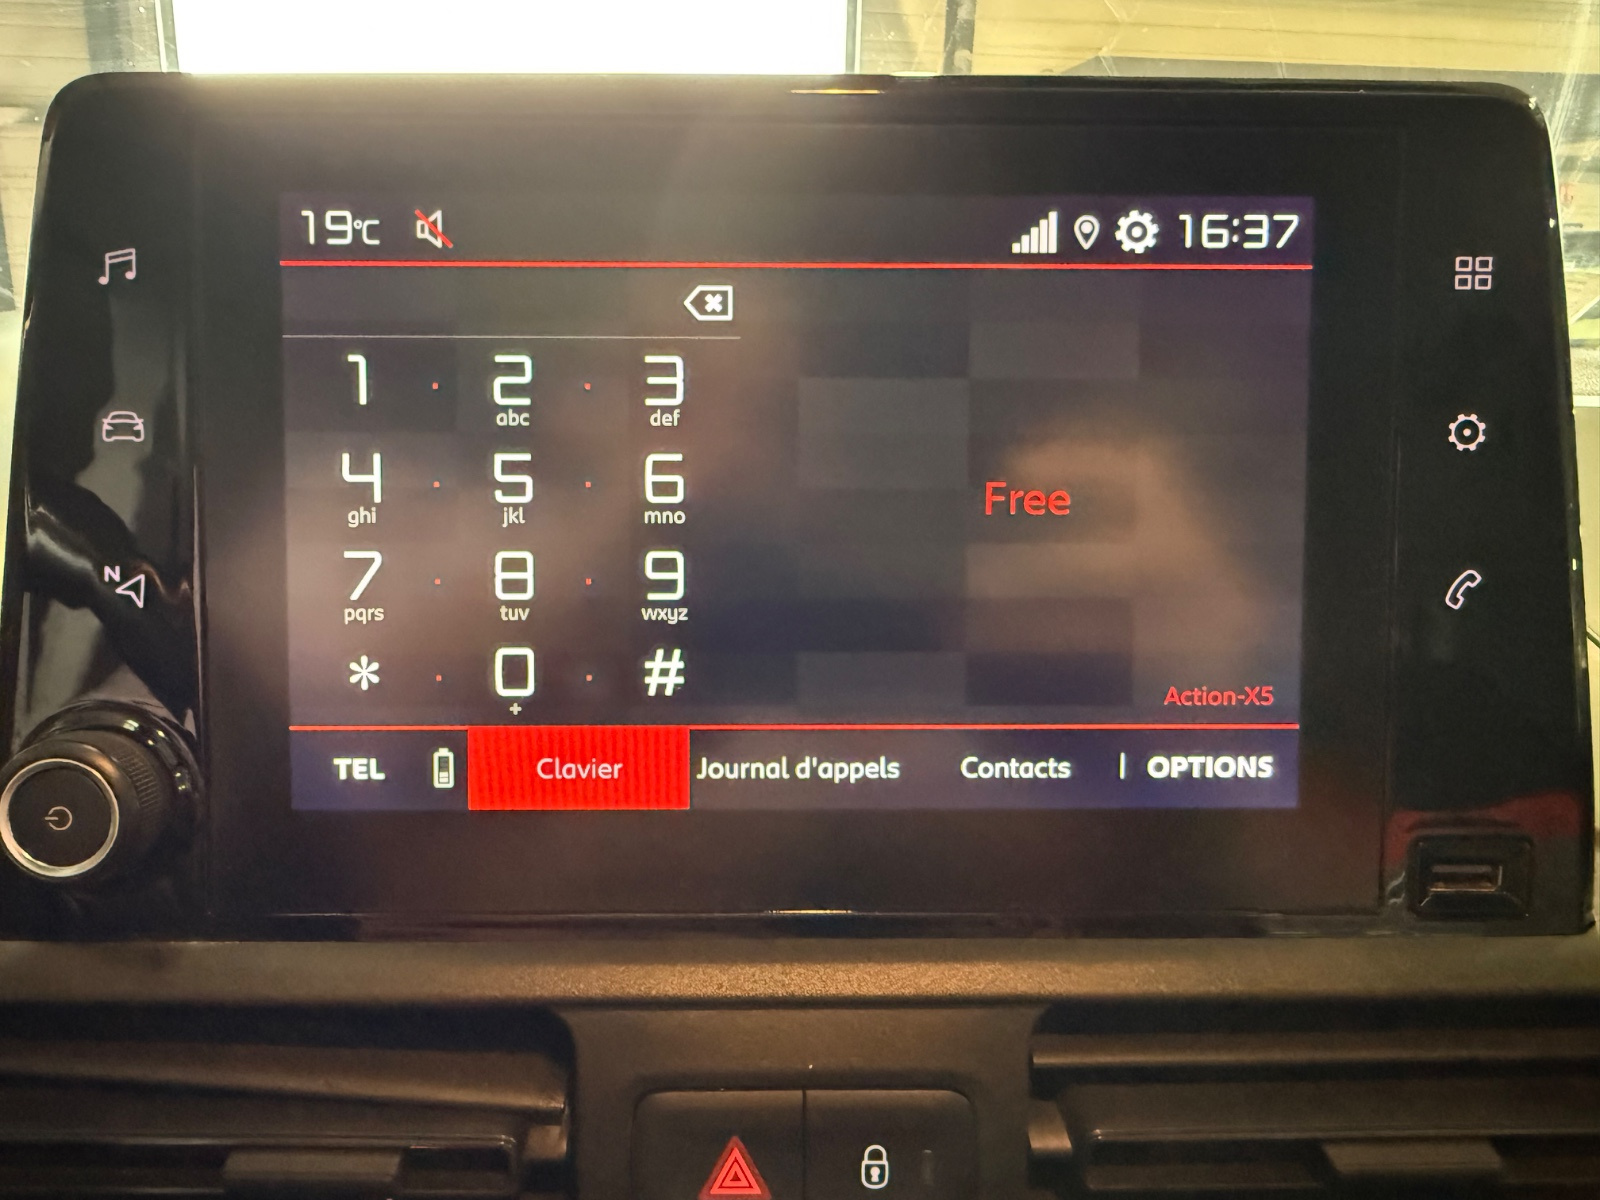 19°C 16:37
1 2 3
abc def
4 5 6
ghi jkl mno
7 8 9
pqrs tuv wxyz
* 0 #
+
Free
Action-X5
TEL Clavier Journal d'appels Contacts | OPTIONS
N